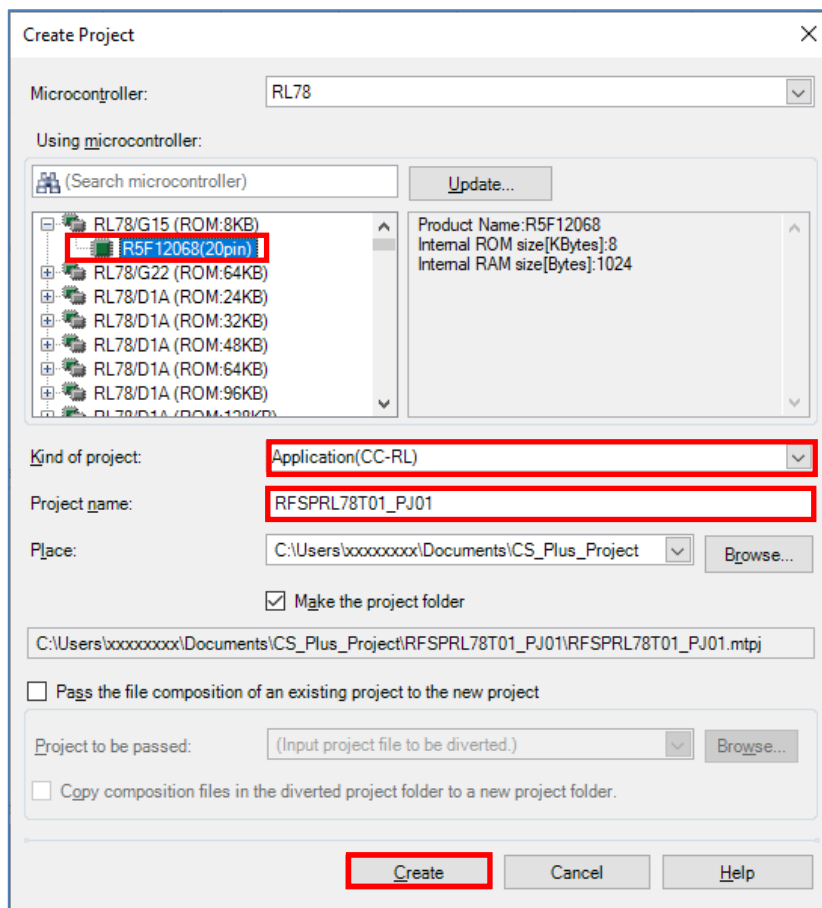 Create Project
Microcontroller:
RL78
Using microcontroller:
(Search microcontroller)
Update...
RL78/G15 (ROM:8KB)
R5F12068(20pin)
RL78/G22 (ROM:64KB)
RL78/D1A (ROM:24KB)
RL78/D1A (ROM:32KB)
RL78/D1A (ROM:48KB)
RL78/D1A (ROM:64KB)
RL78/D1A (ROM:96KB)
RL78/D1A (ROM:128KB)
Product Name:R5F12068
Internal ROM size[KBytes]:8
Internal RAM size[Bytes]:1024
Kind of project:
Application(CC-RL)
Project name:
RFSPRL78T01_PJ01
Place:
C:\Users\xxxxxxxx\Documents\CS_Plus_Project
Browse...
Make the project folder
C:\Users\xxxxxxxx\Documents\CS_Plus_Project\RFSPRL78T01_PJ01\RFSPRL78T01_PJ01.mtpj
Pass the file composition of an existing project to the new project
Project to be passed:
(Input project file to be diverted.)
Browse...
Copy composition files in the diverted project folder to a new project folder.
Create
Cancel
Help